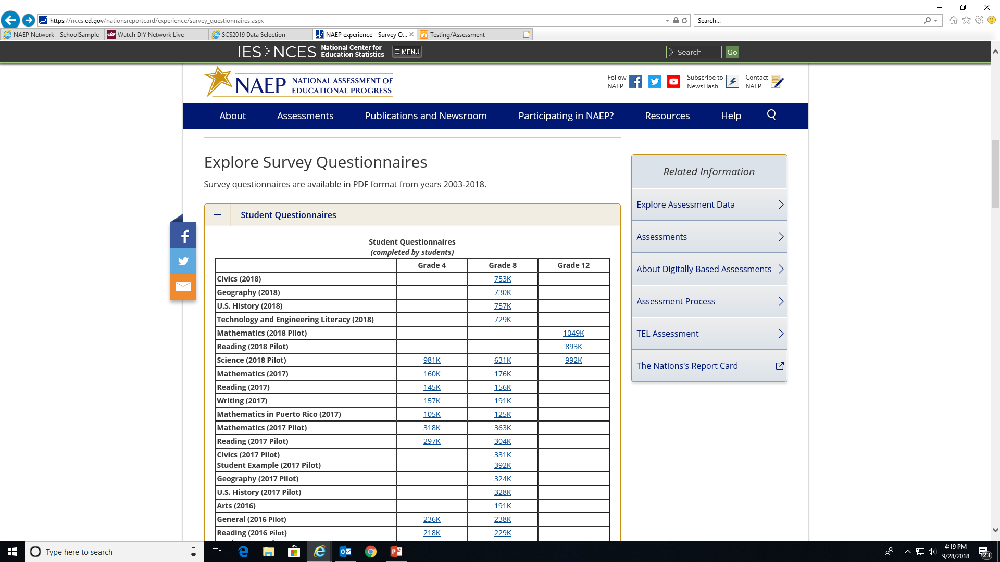 https://nces.ed.gov/nationsreportcard/experience/survey_questionnaires.aspx
Search...
NAEP Network - SchoolSample
diy Watch DIY Network Live
SCS2019 Data Selection
NAEP experience - Survey Q...
Testing/Assessment
IES NCES National Center for
Education Statistics
MENU
Search
Go
NAEP NATIONAL ASSESSMENT OF
EDUCATIONAL PROGRESS
Follow
NAEP
Subscribe to
NewsFlash
Contact
NAEP
About Assessments Publications and Newsroom Participating in NAEP? Resources Help
Explore Survey Questionnaires
Survey questionnaires are available in PDF format from years 2003-2018.
Student Questionnaires
Student Questionnaires
(completed by students)
Grade 4 Grade 8 Grade 12
Civics (2018) 753K
Geography (2018) 730K
U.S. History (2018) 757K
Technology and Engineering Literacy (2018) 729K
Mathematics (2018 Pilot) 1049K
Reading (2018 Pilot) 893K
Science (2018 Pilot) 981K 631K 992K
Mathematics (2017) 160K 176K
Reading (2017) 145K 156K
Writing (2017) 157K 191K
Mathematics in Puerto Rico (2017) 105K 125K
Mathematics (2017 Pilot) 318K 363K
Reading (2017 Pilot) 297K 304K
Civics (2017 Pilot) 331K
Student Example (2017 Pilot) 392K
Geography (2017 Pilot) 324K
U.S. History (2017 Pilot) 328K
Arts (2016) 191K
General (2016 Pilot) 236K 238K
Reading (2016 Pilot) 218K 229K
Related Information
Explore Assessment Data
Assessments
About Digitally Based Assessments
Assessment Process
TEL Assessment
The Nations's Report Card
Type here to search
4:19 PM
9/28/2018
23